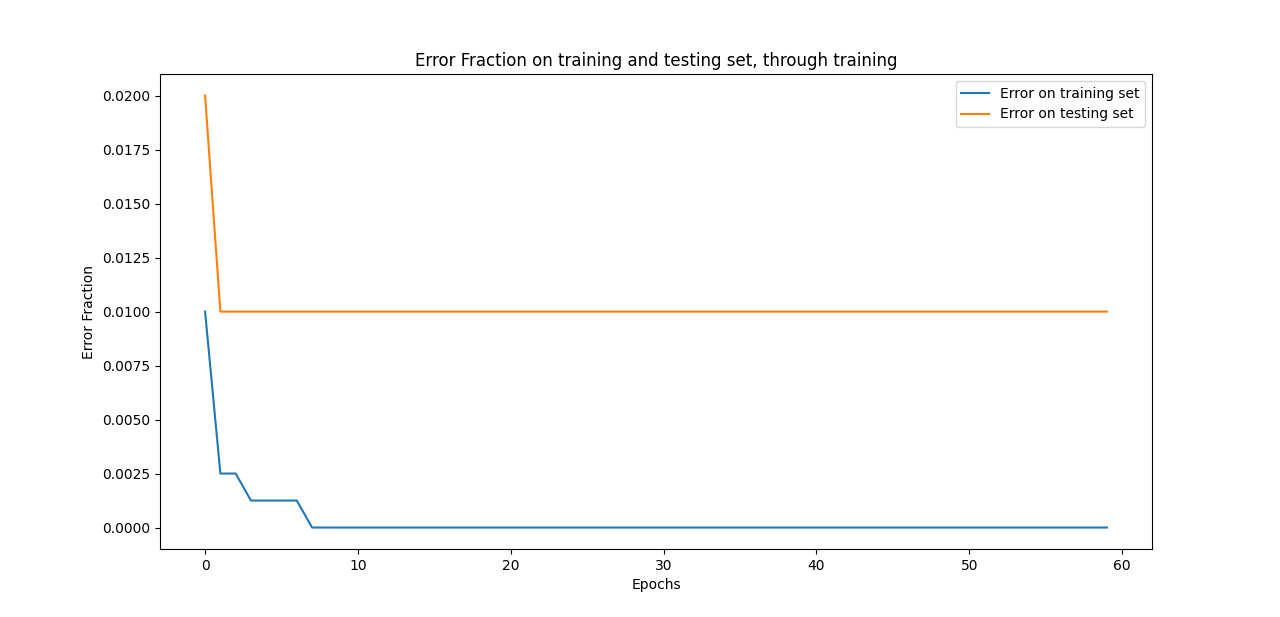 Error Fraction on training and testing set, through training
Error on training set
Error on testing set
0.0200
0.0175
0.0150
0.0125
0.0100
0.0075
0.0050
0.0025
0.0000
Error Fraction
0 10 20 30 40 50 60
Epochs